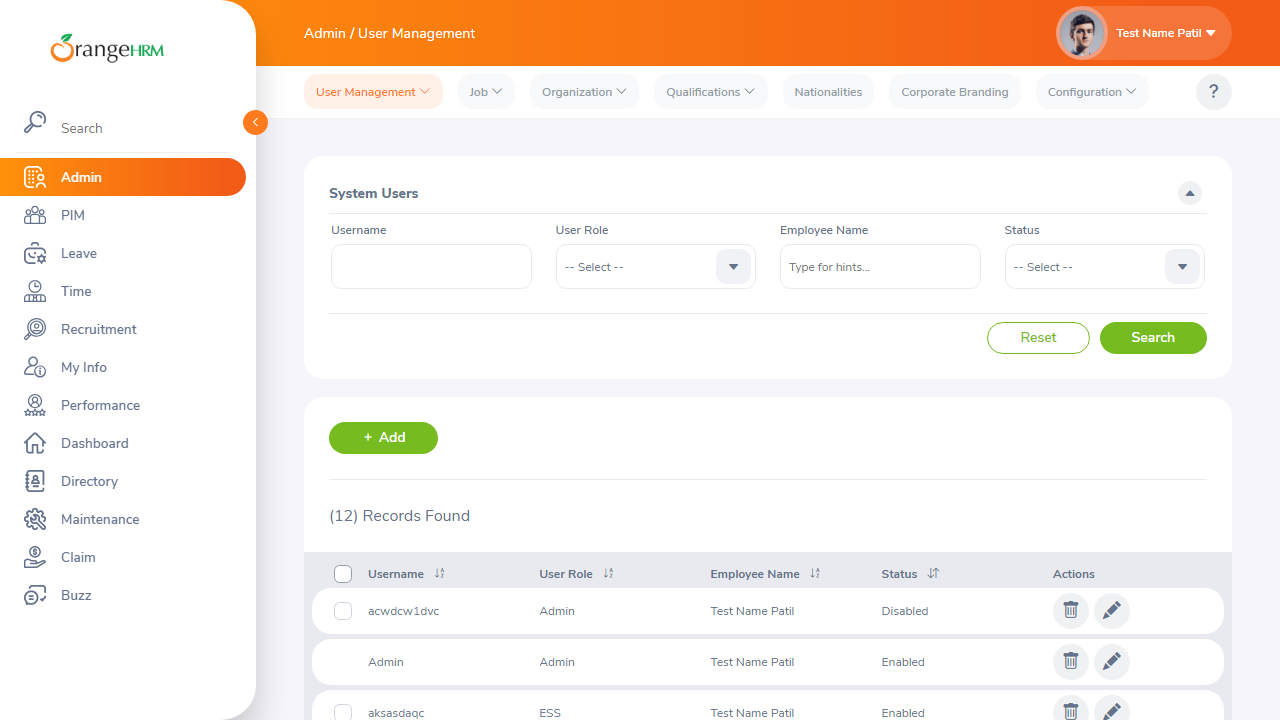 OrangeHRM
Search
Admin
PIM
Leave
Time
Recruitment
My Info
Performance
Dashboard
Directory
Maintenance
Claim
Buzz
Admin / User Management
Test Name Patil
User Management
Job
Organization
Qualifications
Nationalities
Corporate Branding
Configuration
?
System Users
Username
User Role
Employee Name
Status
-- Select --
Type for hints...
-- Select --
Reset
Search
+ Add
(12) Records Found
Username User Role Employee Name Status Actions
acwdcw1dvc Admin Test Name Patil Disabled
Admin Admin Test Name Patil Enabled
aksasdaqc ESS Test Name Patil Enabled